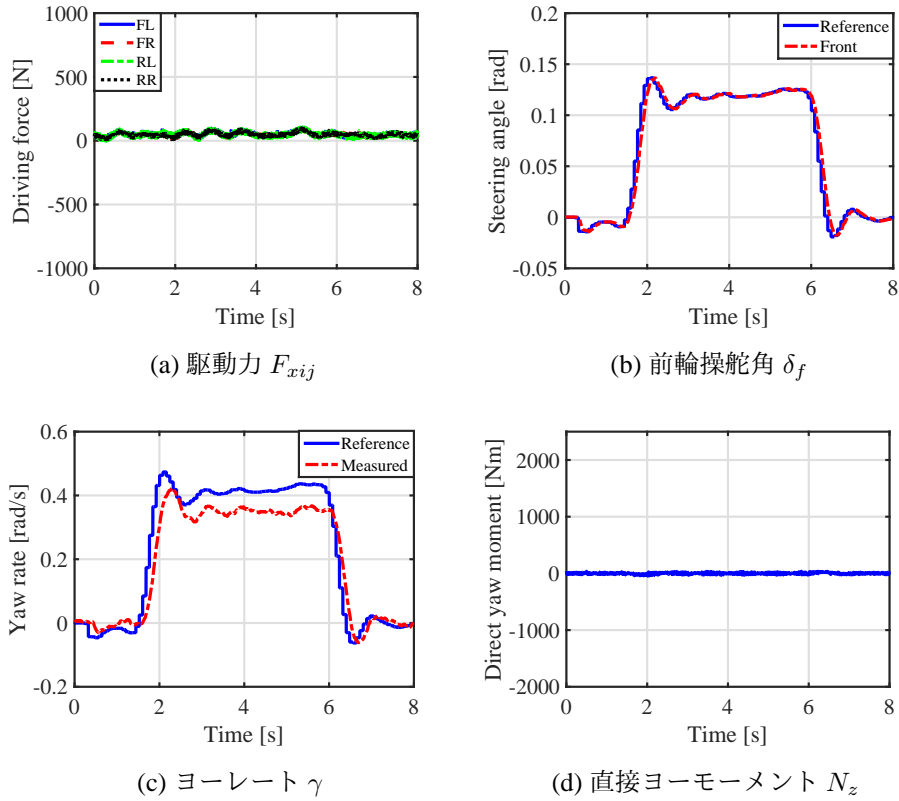 1000
500
0
-500
-1000
Driving force [N]
FL
FR
RL
RR
0 2 4 6 8
Time [s]
(a) 駆動力 F_{xij}
0.2
0.15
0.1
0.05
0
-0.05
Steering angle [rad]
Reference
Front
0 2 4 6 8
Time [s]
(b) 前輪操舵角 δ_f
0.6
0.4
0.2
0
-0.2
Yaw rate [rad/s]
Reference
Measured
0 2 4 6 8
Time [s]
(c) ヨーレート γ
2000
1000
0
-1000
-2000
Direct yaw moment [Nm]
0 2 4 6 8
Time [s]
(d) 直接ヨーモーメント N_z